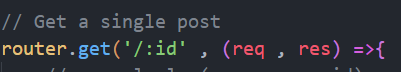 // Get a single post
router.get('/:id' , (req , res) =>{